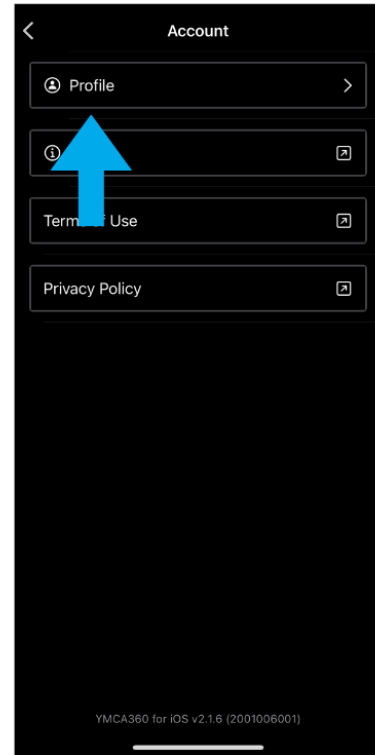 Account
Profile
Terms of Use
Privacy Policy
YMCA360 for iOS v2.1.6 (2001006001)